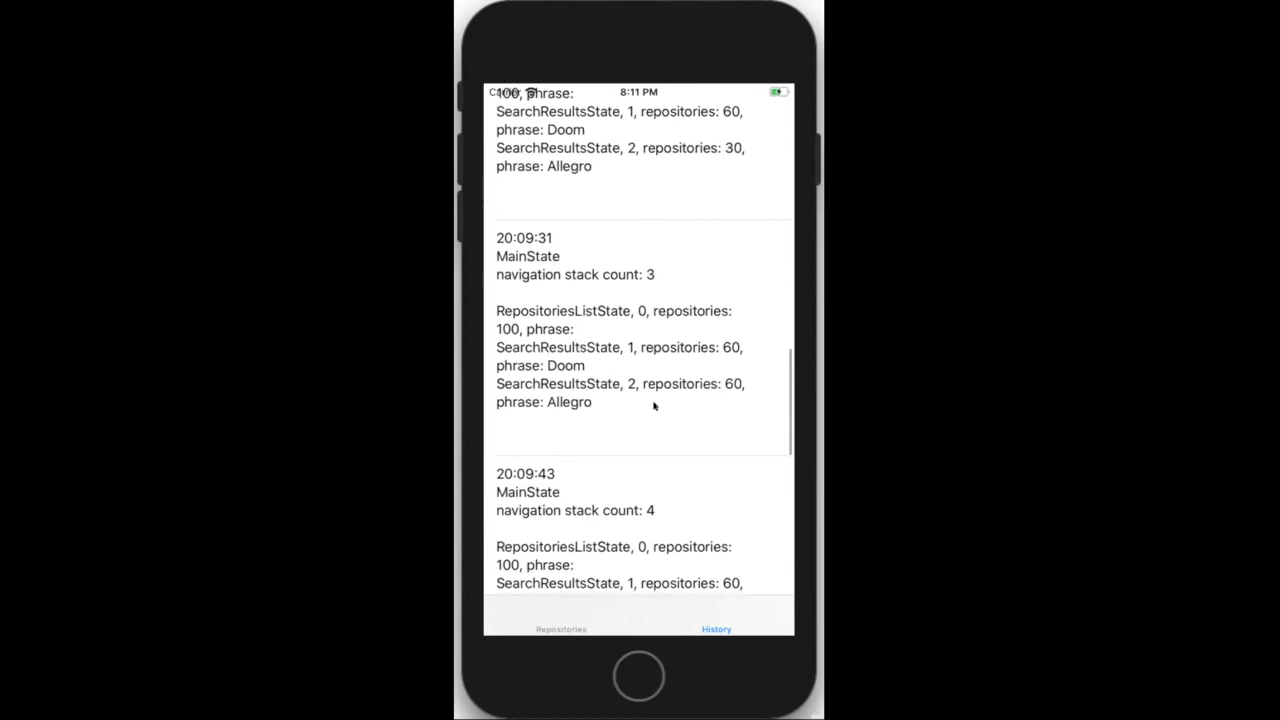 8:11 PM
100, phrase:
SearchResultsState, 1, repositories: 60,
phrase: Doom
SearchResultsState, 2, repositories: 30,
phrase: Allegro
20:09:31
MainState
navigation stack count: 3
RepositoriesListState, 0, repositories:
100, phrase:
SearchResultsState, 1, repositories: 60,
phrase: Doom
SearchResultsState, 2, repositories: 60,
phrase: Allegro
20:09:43
MainState
navigation stack count: 4
RepositoriesListState, 0, repositories:
100, phrase:
SearchResultsState, 1, repositories: 60,
Repositories
History